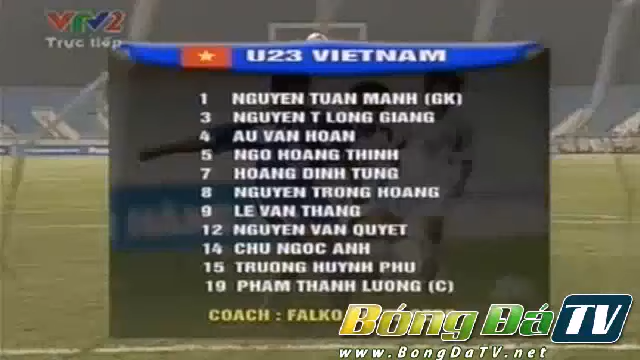 VTV2
Trực tiếp
U23 VIETNAM
1 NGUYEN TUAN MANH (GK)
3 NGUYEN T LONG GIANG
4 AU VAN HOAN
5 NGO HOANG THINH
7 HOANG DINH TUNG
8 NGUYEN TRONG HOANG
9 LE VAN THANG
12 NGUYEN VAN QUYET
14 CHU NGOC ANH
15 TRUONG HUYNH PHU
19 PHAM THANH LUONG (C)
COACH : FALKO
Bóng Đá TV
www.BongDaTV.net